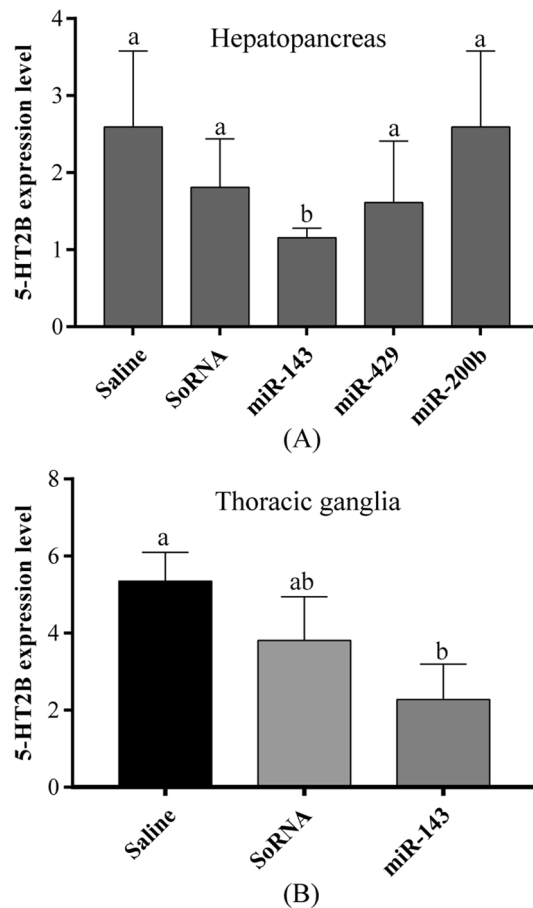 Hepatopancreas
5-HT2B expression level
4
3
2
1
0
a
a
b
a
a
Saline
SoRNA
miR-143
miR-429
miR-200b
(A)
Thoracic ganglia
5-HT2B expression level
8
6
4
2
0
a
ab
b
Saline
SoRNA
miR-143
(B)